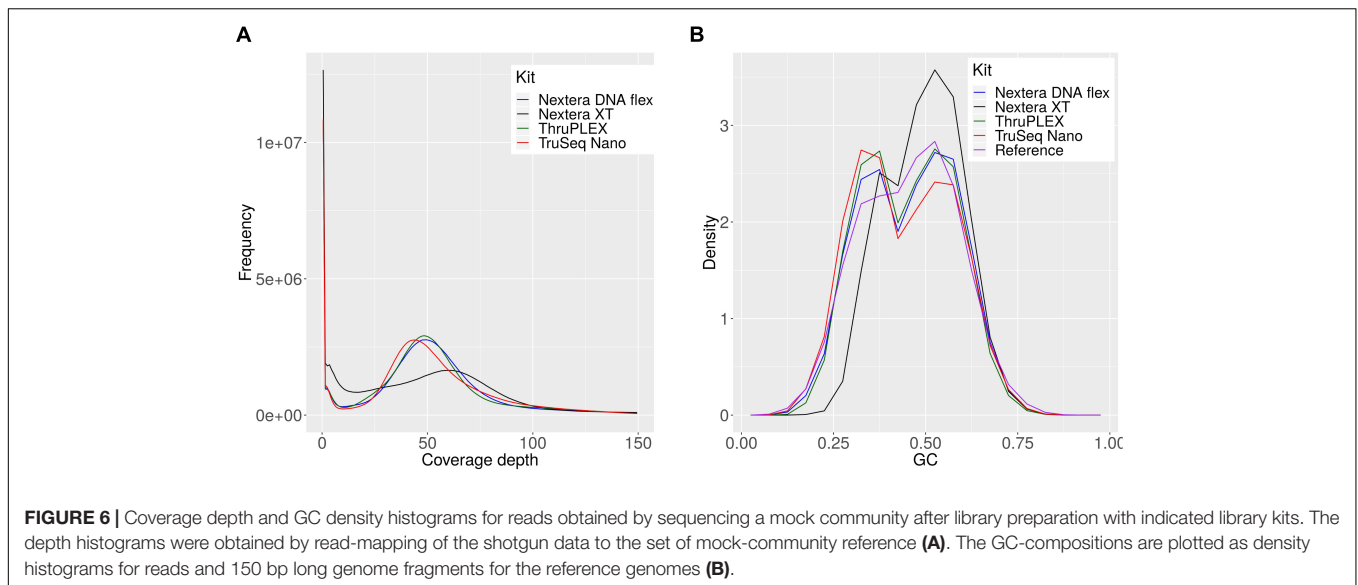 A
Frequency
1e+07
5e+06
0e+00
0
50
100
150
Coverage depth
Kit
Nextera DNA flex
Nextera XT
ThruPLEX
TruSeq Nano
B
Density
3
2
1
0
0.00
0.25
0.50
0.75
1.00
GC
Kit
Nextera DNA flex
Nextera XT
ThruPLEX
TruSeq Nano
Reference
FIGURE 6 | Coverage depth and GC density histograms for reads obtained by sequencing a mock community after library preparation with indicated library kits. The
depth histograms were obtained by read-mapping of the shotgun data to the set of mock-community reference (A). The GC-compositions are plotted as density
histograms for reads and 150 bp long genome fragments for the reference genomes (B).